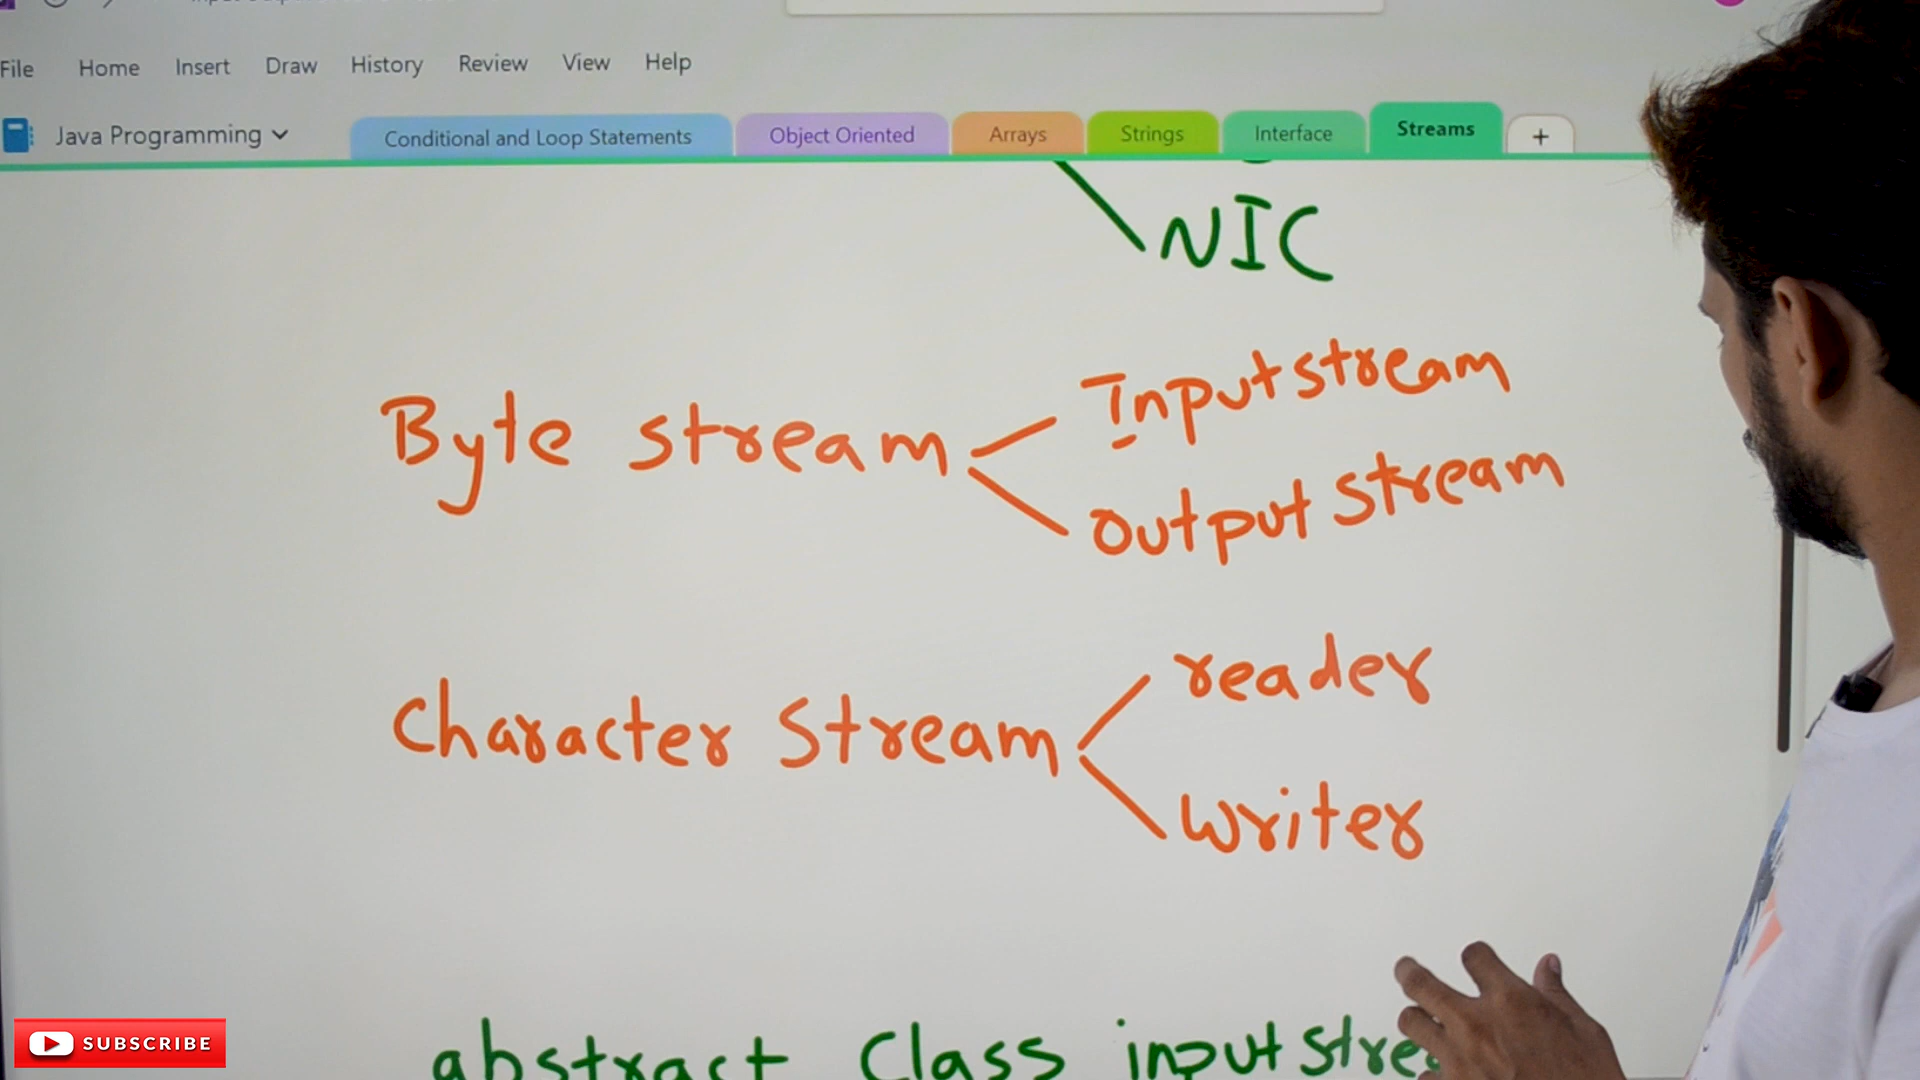 File Home Insert Draw History Review View Help
Java Programming
Conditional and Loop Statements Object Oriented Arrays Strings Interface Streams +
NIC
Byte stream
Inputstream
Output stream
Character Stream
reader
writer
abstract Class input stre
SUBSCRIBE